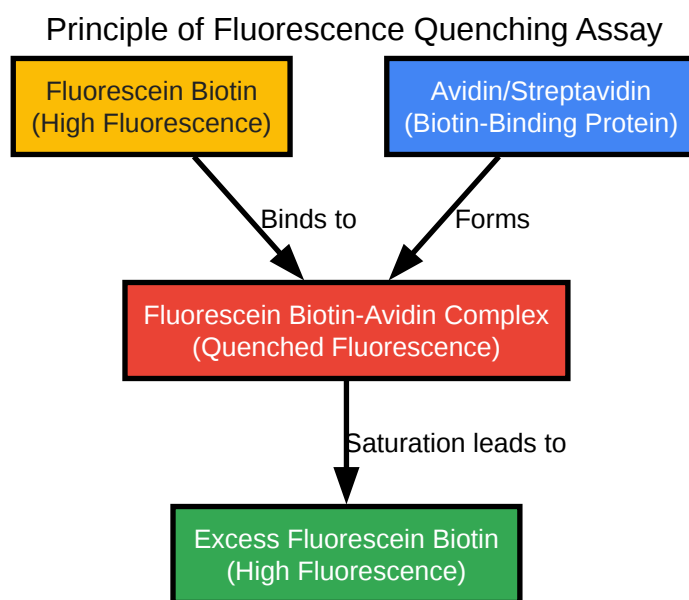 Principle of Fluorescence Quenching Assay
Fluorescein Biotin
(High Fluorescence)
Avidin/Streptavidin
(Biotin-Binding Protein)
Binds to
Forms
Fluorescein Biotin-Avidin Complex
(Quenched Fluorescence)
Saturation leads to
Excess Fluorescein Biotin
(High Fluorescence)